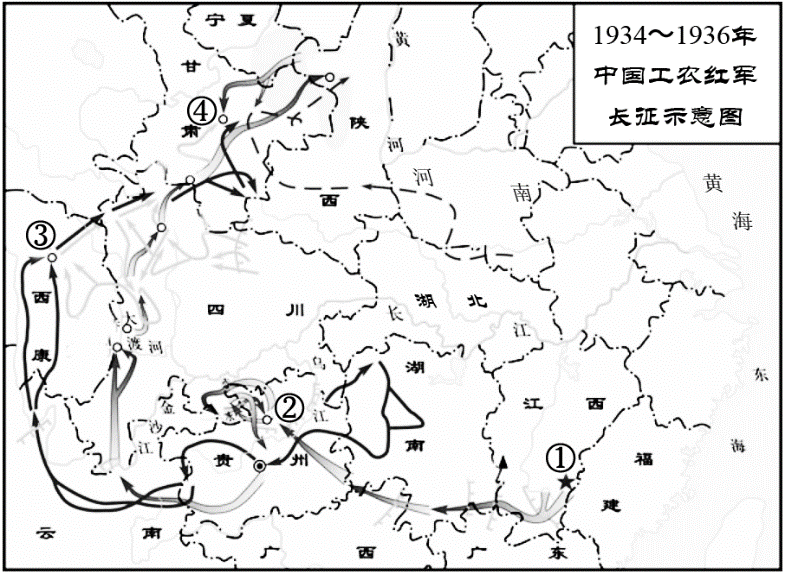 1934～1936年
中国工农红军
长征示意图
宁夏
甘
肃
④
陕
西
黄
河
河
南
黄
海
③
西
康
四川
湖北
长
江
大
渡河
金
沙
江
乌
江
②
贵州
湖
南
江西
①
福
建
东
海
云南
广西
广东